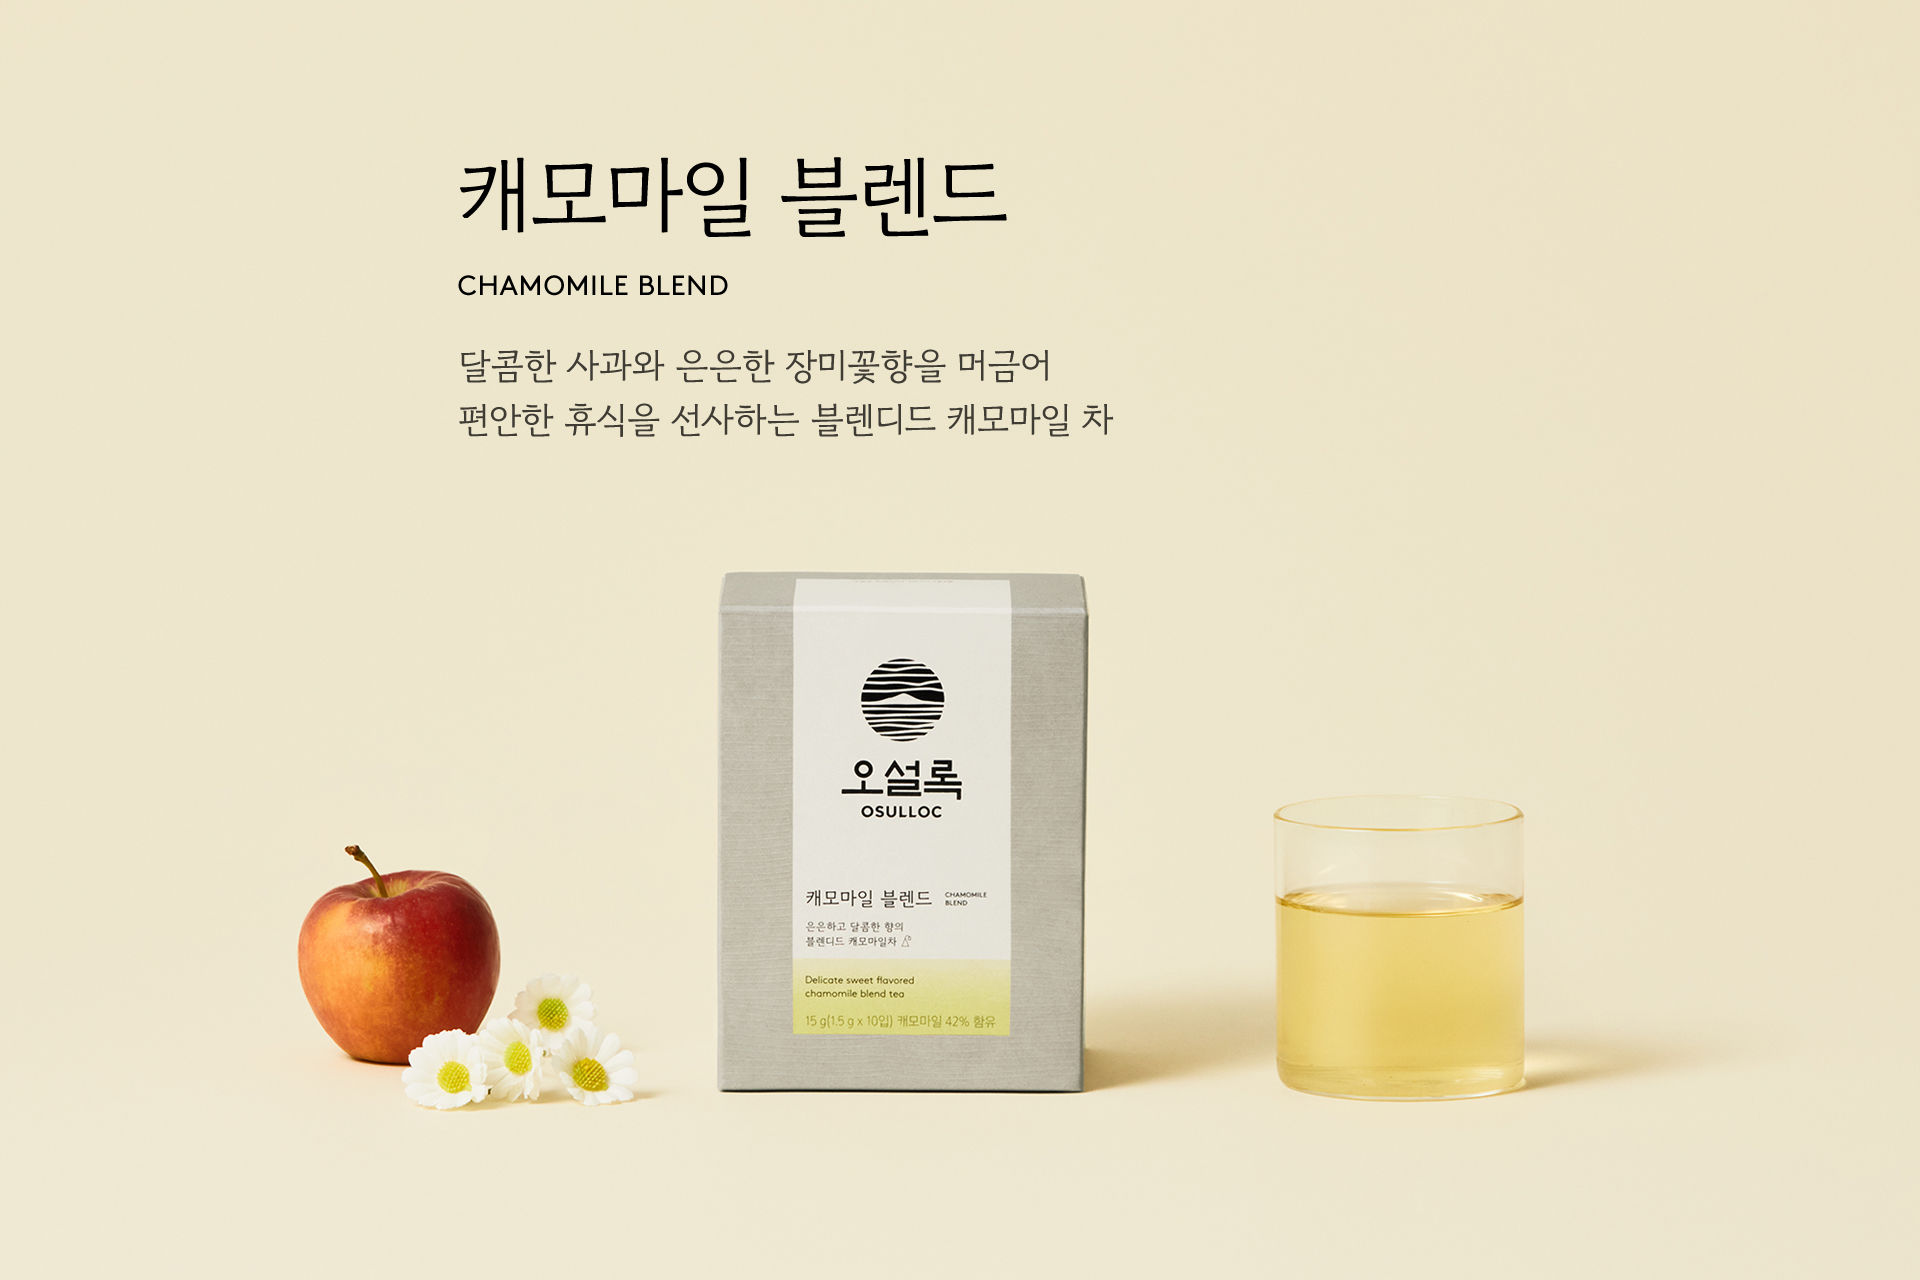 캐모마일 블렌드
CHAMOMILE BLEND
달콤한 사과와 은은한 장미꽃향을 머금어
편안한 휴식을 선사하는 블렌디드 캐모마일 차
오설록
OSULLOC
캐모마일 블렌드
CHAMOMILE
BLEND
은은하고 달콤한 향의
블렌디드 캐모마일차
Delicate sweet flavored
chamomile blend tea
15 g(1.5 g x 10입) 캐모마일 42% 함유